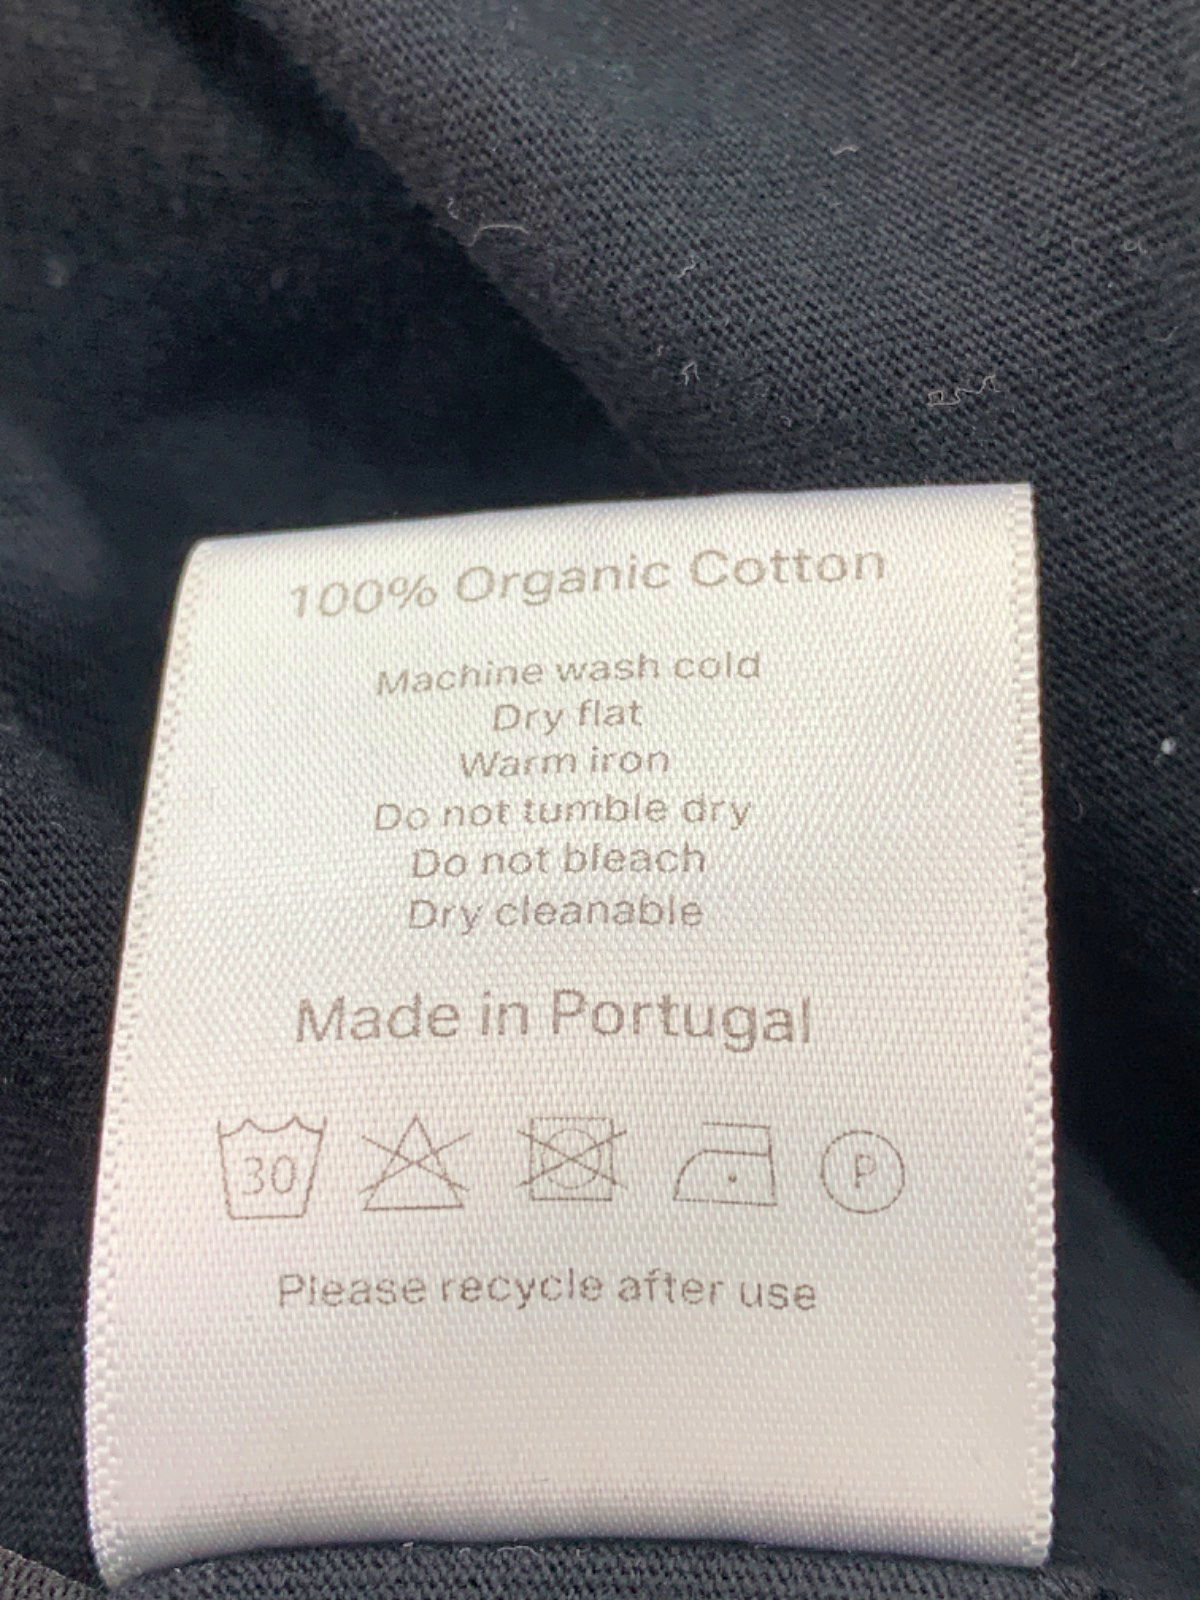 100% Organic Cotton
Machine wash cold
Dry flat
Warm iron
Do not tumble dry
Do not bleach
Dry cleanable
Made in Portugal
30 P
Please recycle after use